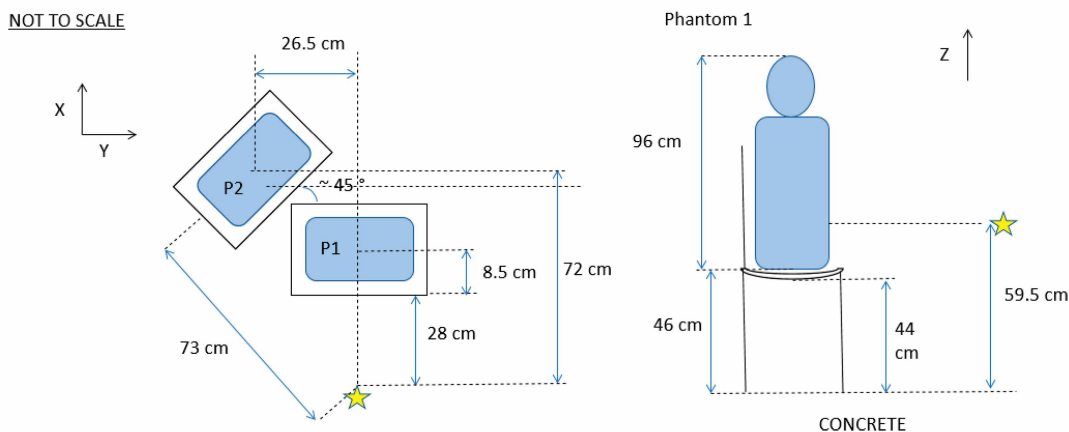 NOT TO SCALE
26.5 cm
X
Y
P2
~ 45 °
P1
8.5 cm
72 cm
28 cm
73 cm
Phantom 1
Z
96 cm
46 cm
44
cm
59.5 cm
CONCRETE